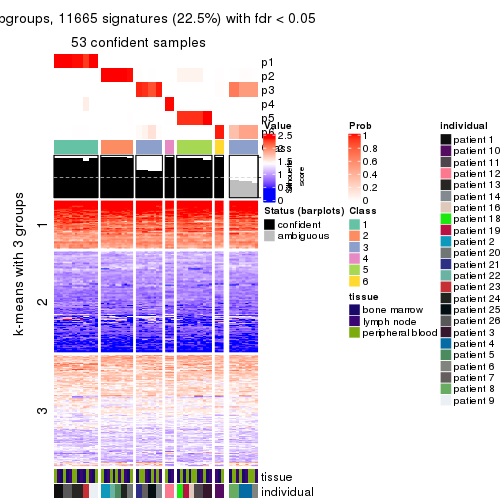 bgroups, 11665 signatures (22.5%) with fdr < 0.05
53 confident samples
p1
p2
p3
p4
p5
p6
Class
Silhouette
score
k-means with 3 groups
1
2
3
tissue
individual
Value
2.5
2
1.5
1
0.5
0
Status (barplots)
confident
ambiguous
Prob
1
0.8
0.6
0.4
0.2
0
Class
1
2
3
4
5
6
tissue
bone marrow
lymph node
peripheral blood
individual
patient 1
patient 10
patient 11
patient 12
patient 13
patient 14
patient 16
patient 18
patient 19
patient 2
patient 20
patient 21
patient 22
patient 23
patient 24
patient 25
patient 26
patient 3
patient 4
patient 5
patient 6
patient 7
patient 8
patient 9